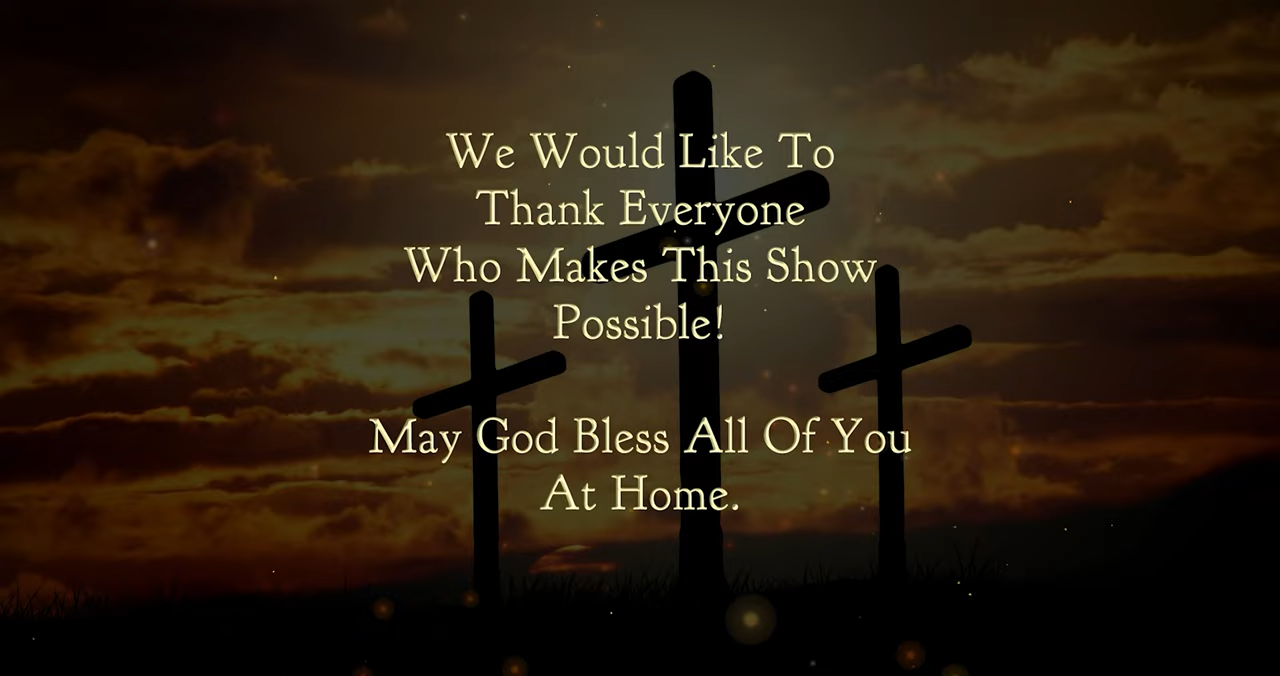 We Would Like To
Thank Everyone
Who Makes This Show
Possible!
May God Bless All Of You
At Home.